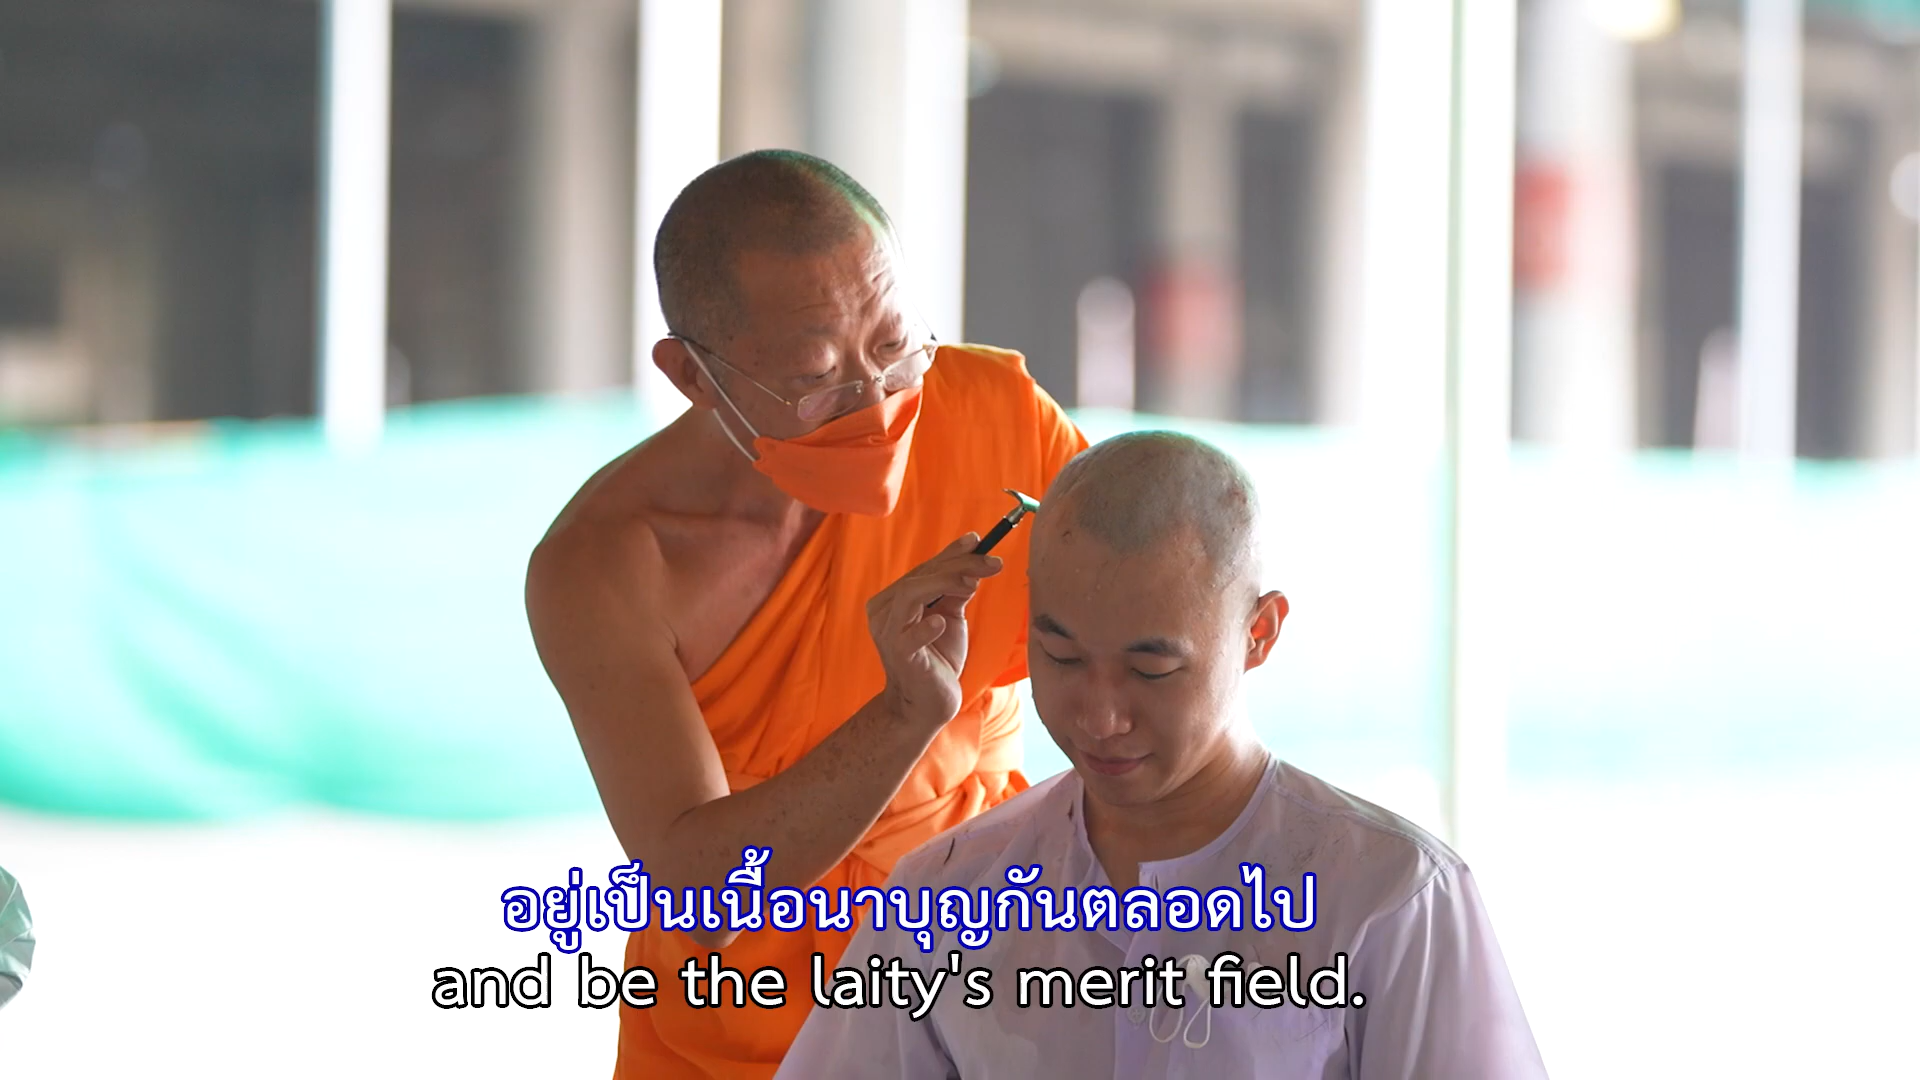 อยู่เป็นเนื้อนาบุญกันตลอดไป
and be the laity's merit field.